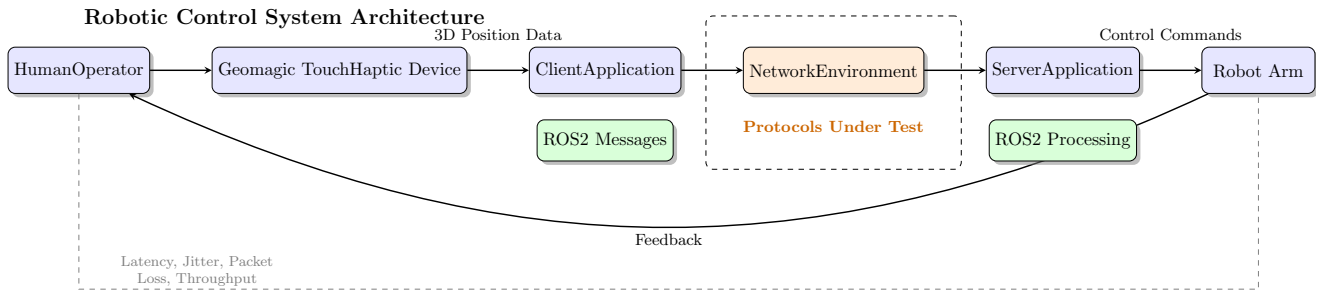 Robotic Control System Architecture
3D Position Data
Control Commands
HumanOperator
Geomagic TouchHaptic Device
ClientApplication
NetworkEnvironment
ServerApplication
Robot Arm
Protocols Under Test
ROS2 Messages
ROS2 Processing
Feedback
Latency, Jitter, Packet
Loss, Throughput